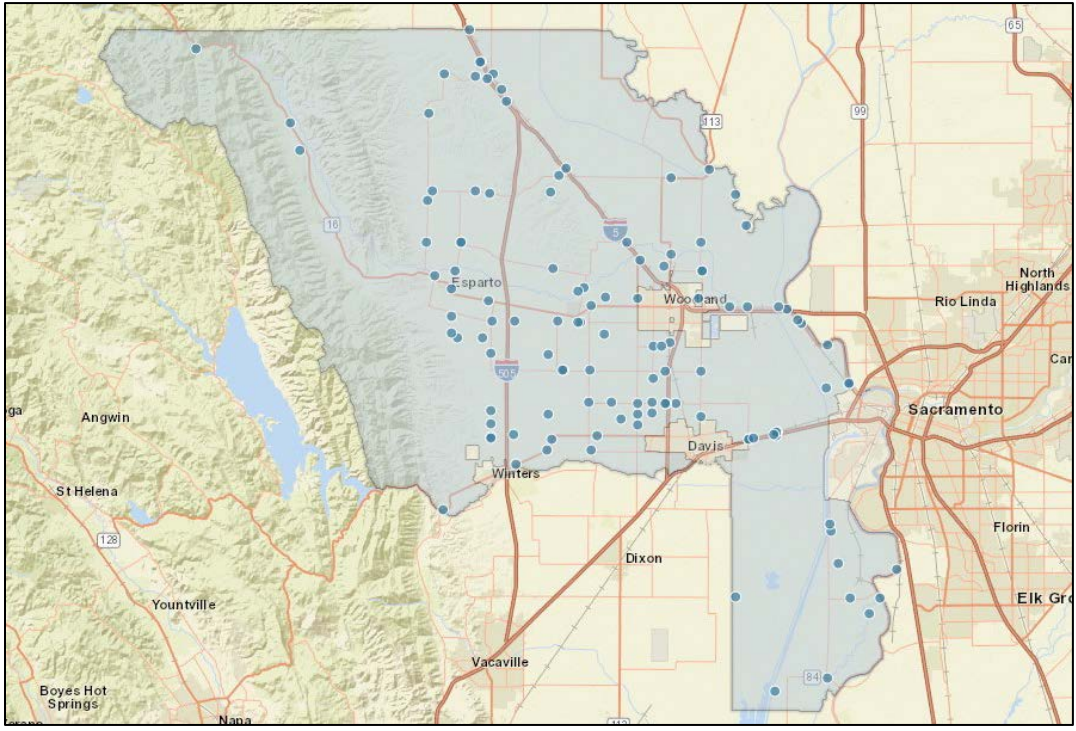 65
99
113
16
5
North
Highlands
Esparto
Woodland
Rio Linda
505
Angwin
Sacramento
Davis
Winters
St Helena
128
Florin
Dixon
Yountville
Elk Gro
Vacaville
84
Boyes Hot
Springs
Napa